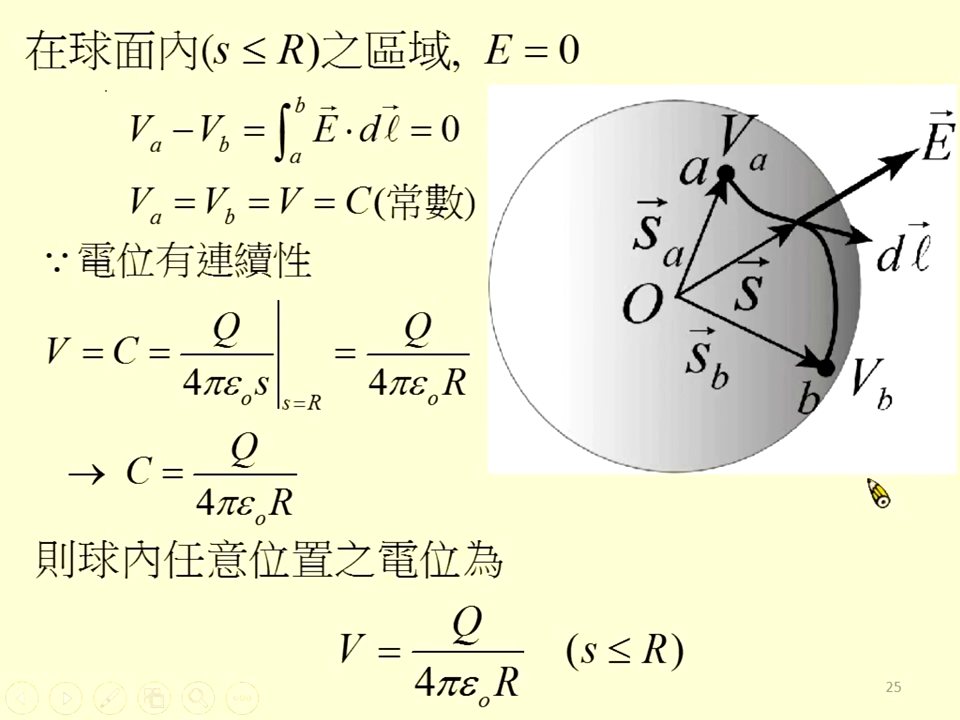 在球面內(s ≤ R)之區域, E = 0
V_a − V_b = ∫_a^b E⃗ · dℓ⃗ = 0
V_a = V_b = V = C(常數)
∵電位有連續性
V = C = Q/(4πε_o s)|_{s=R} = Q/(4πε_o R)
→ C = Q/(4πε_o R)
則球內任意位置之電位為
V = Q/(4πε_o R) (s ≤ R)
V_a
a
E⃗
s⃗_a
dℓ⃗
O
s⃗
s⃗_b
b
V_b
25